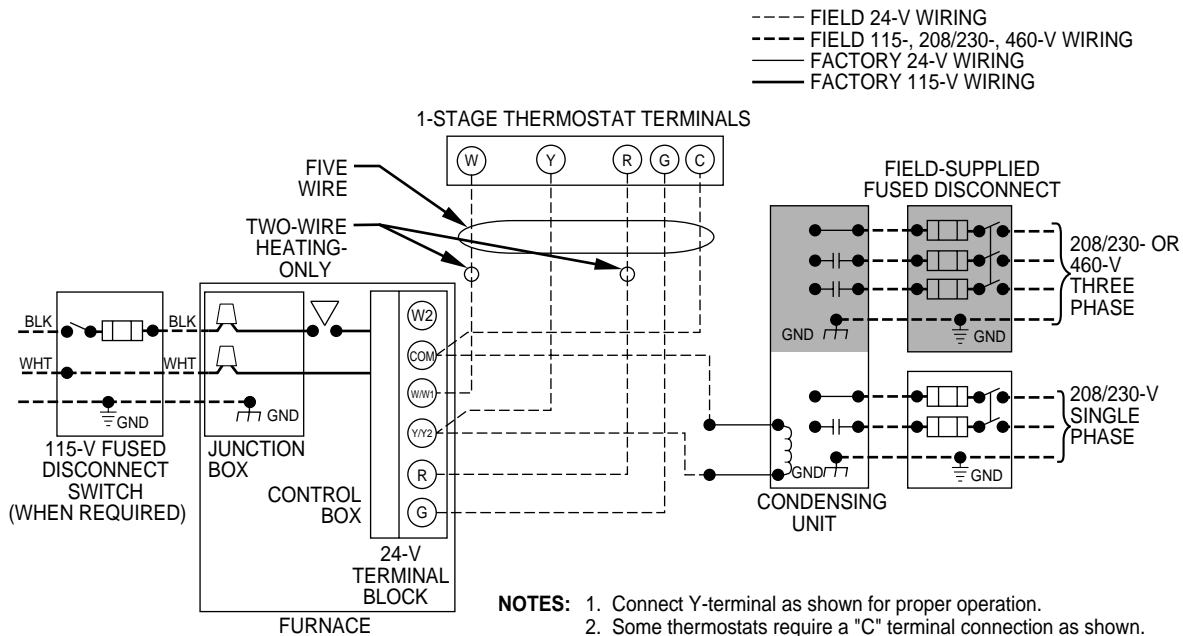 FIELD 24-V WIRING
FIELD 115-, 208/230-, 460-V WIRING
FACTORY 24-V WIRING
FACTORY 115-V WIRING
1-STAGE THERMOSTAT TERMINALS
W
Y
R
G
C
FIVE
WIRE
TWO-WIRE
HEATING-
ONLY
FIELD-SUPPLIED
FUSED DISCONNECT
208/230- OR
460-V
THREE
PHASE
GND
GND
BLK
BLK
WHT
WHT
GND
GND
115-V FUSED
DISCONNECT
SWITCH
(WHEN REQUIRED)
JUNCTION
BOX
CONTROL
BOX
W2
COM
W/W1
Y/Y2
R
G
24-V
TERMINAL
BLOCK
FURNACE
208/230-V
SINGLE
PHASE
GND
GND
CONDENSING
UNIT
NOTES: 1. Connect Y-terminal as shown for proper operation.
2. Some thermostats require a "C" terminal connection as shown.